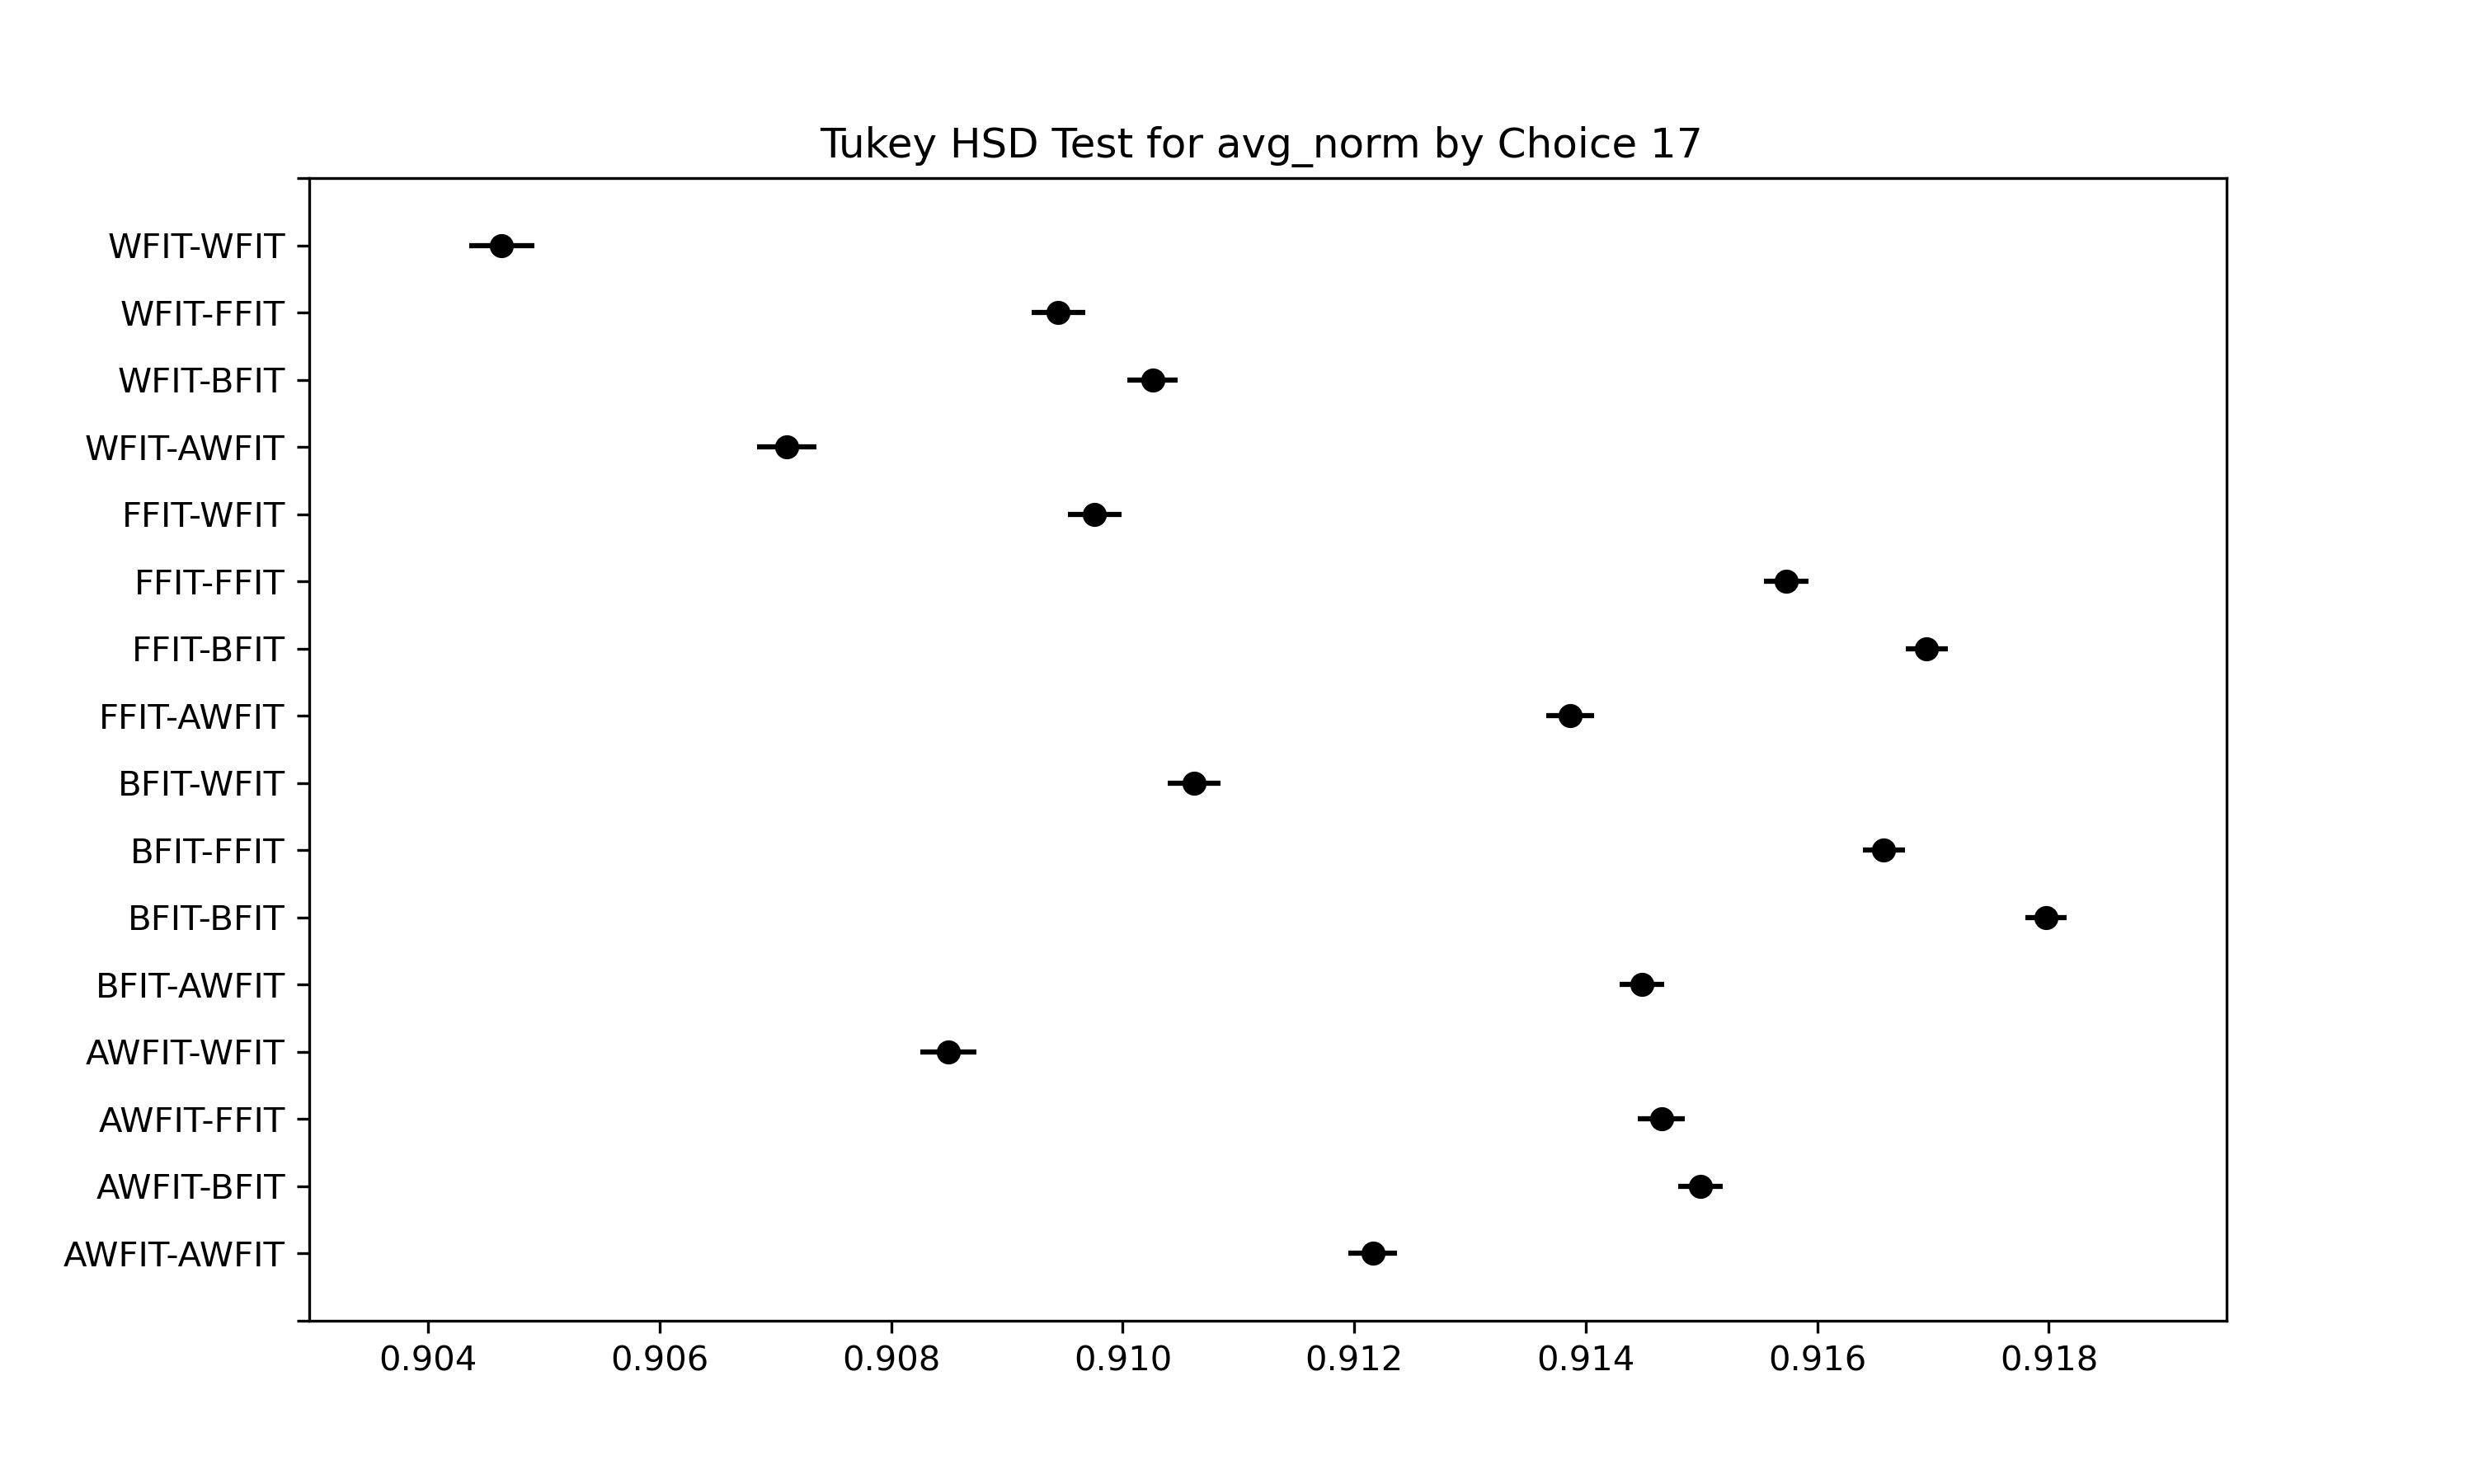 Tukey HSD Test for avg_norm by Choice 17
WFIT-WFIT
WFIT-FFIT
WFIT-BFIT
WFIT-AWFIT
FFIT-WFIT
FFIT-FFIT
FFIT-BFIT
FFIT-AWFIT
BFIT-WFIT
BFIT-FFIT
BFIT-BFIT
BFIT-AWFIT
AWFIT-WFIT
AWFIT-FFIT
AWFIT-BFIT
AWFIT-AWFIT
0.904 0.906 0.908 0.910 0.912 0.914 0.916 0.918